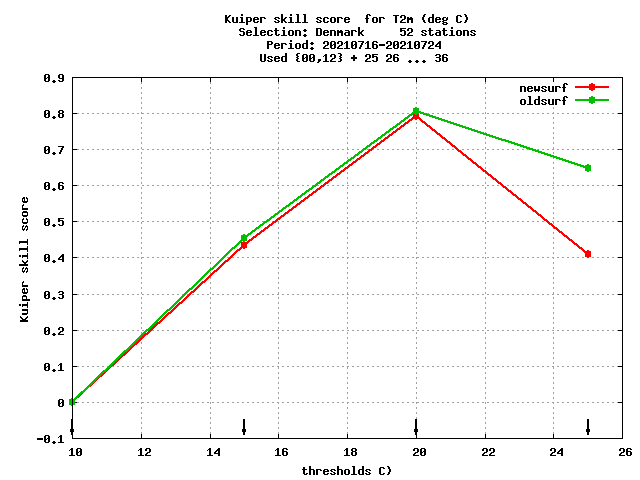 Kuiper skill score  for T2m (deg C)
Selection: Denmark     52 stations
Period: 20210716-20210724
Used {00,12} + 25 26 ... 36
newsurf
oldsurf
0.9
0.8
0.7
0.6
0.5
0.4
0.3
0.2
0.1
0
-0.1
Kuiper skill score
10 12 14 16 18 20 22 24 26
thresholds C)